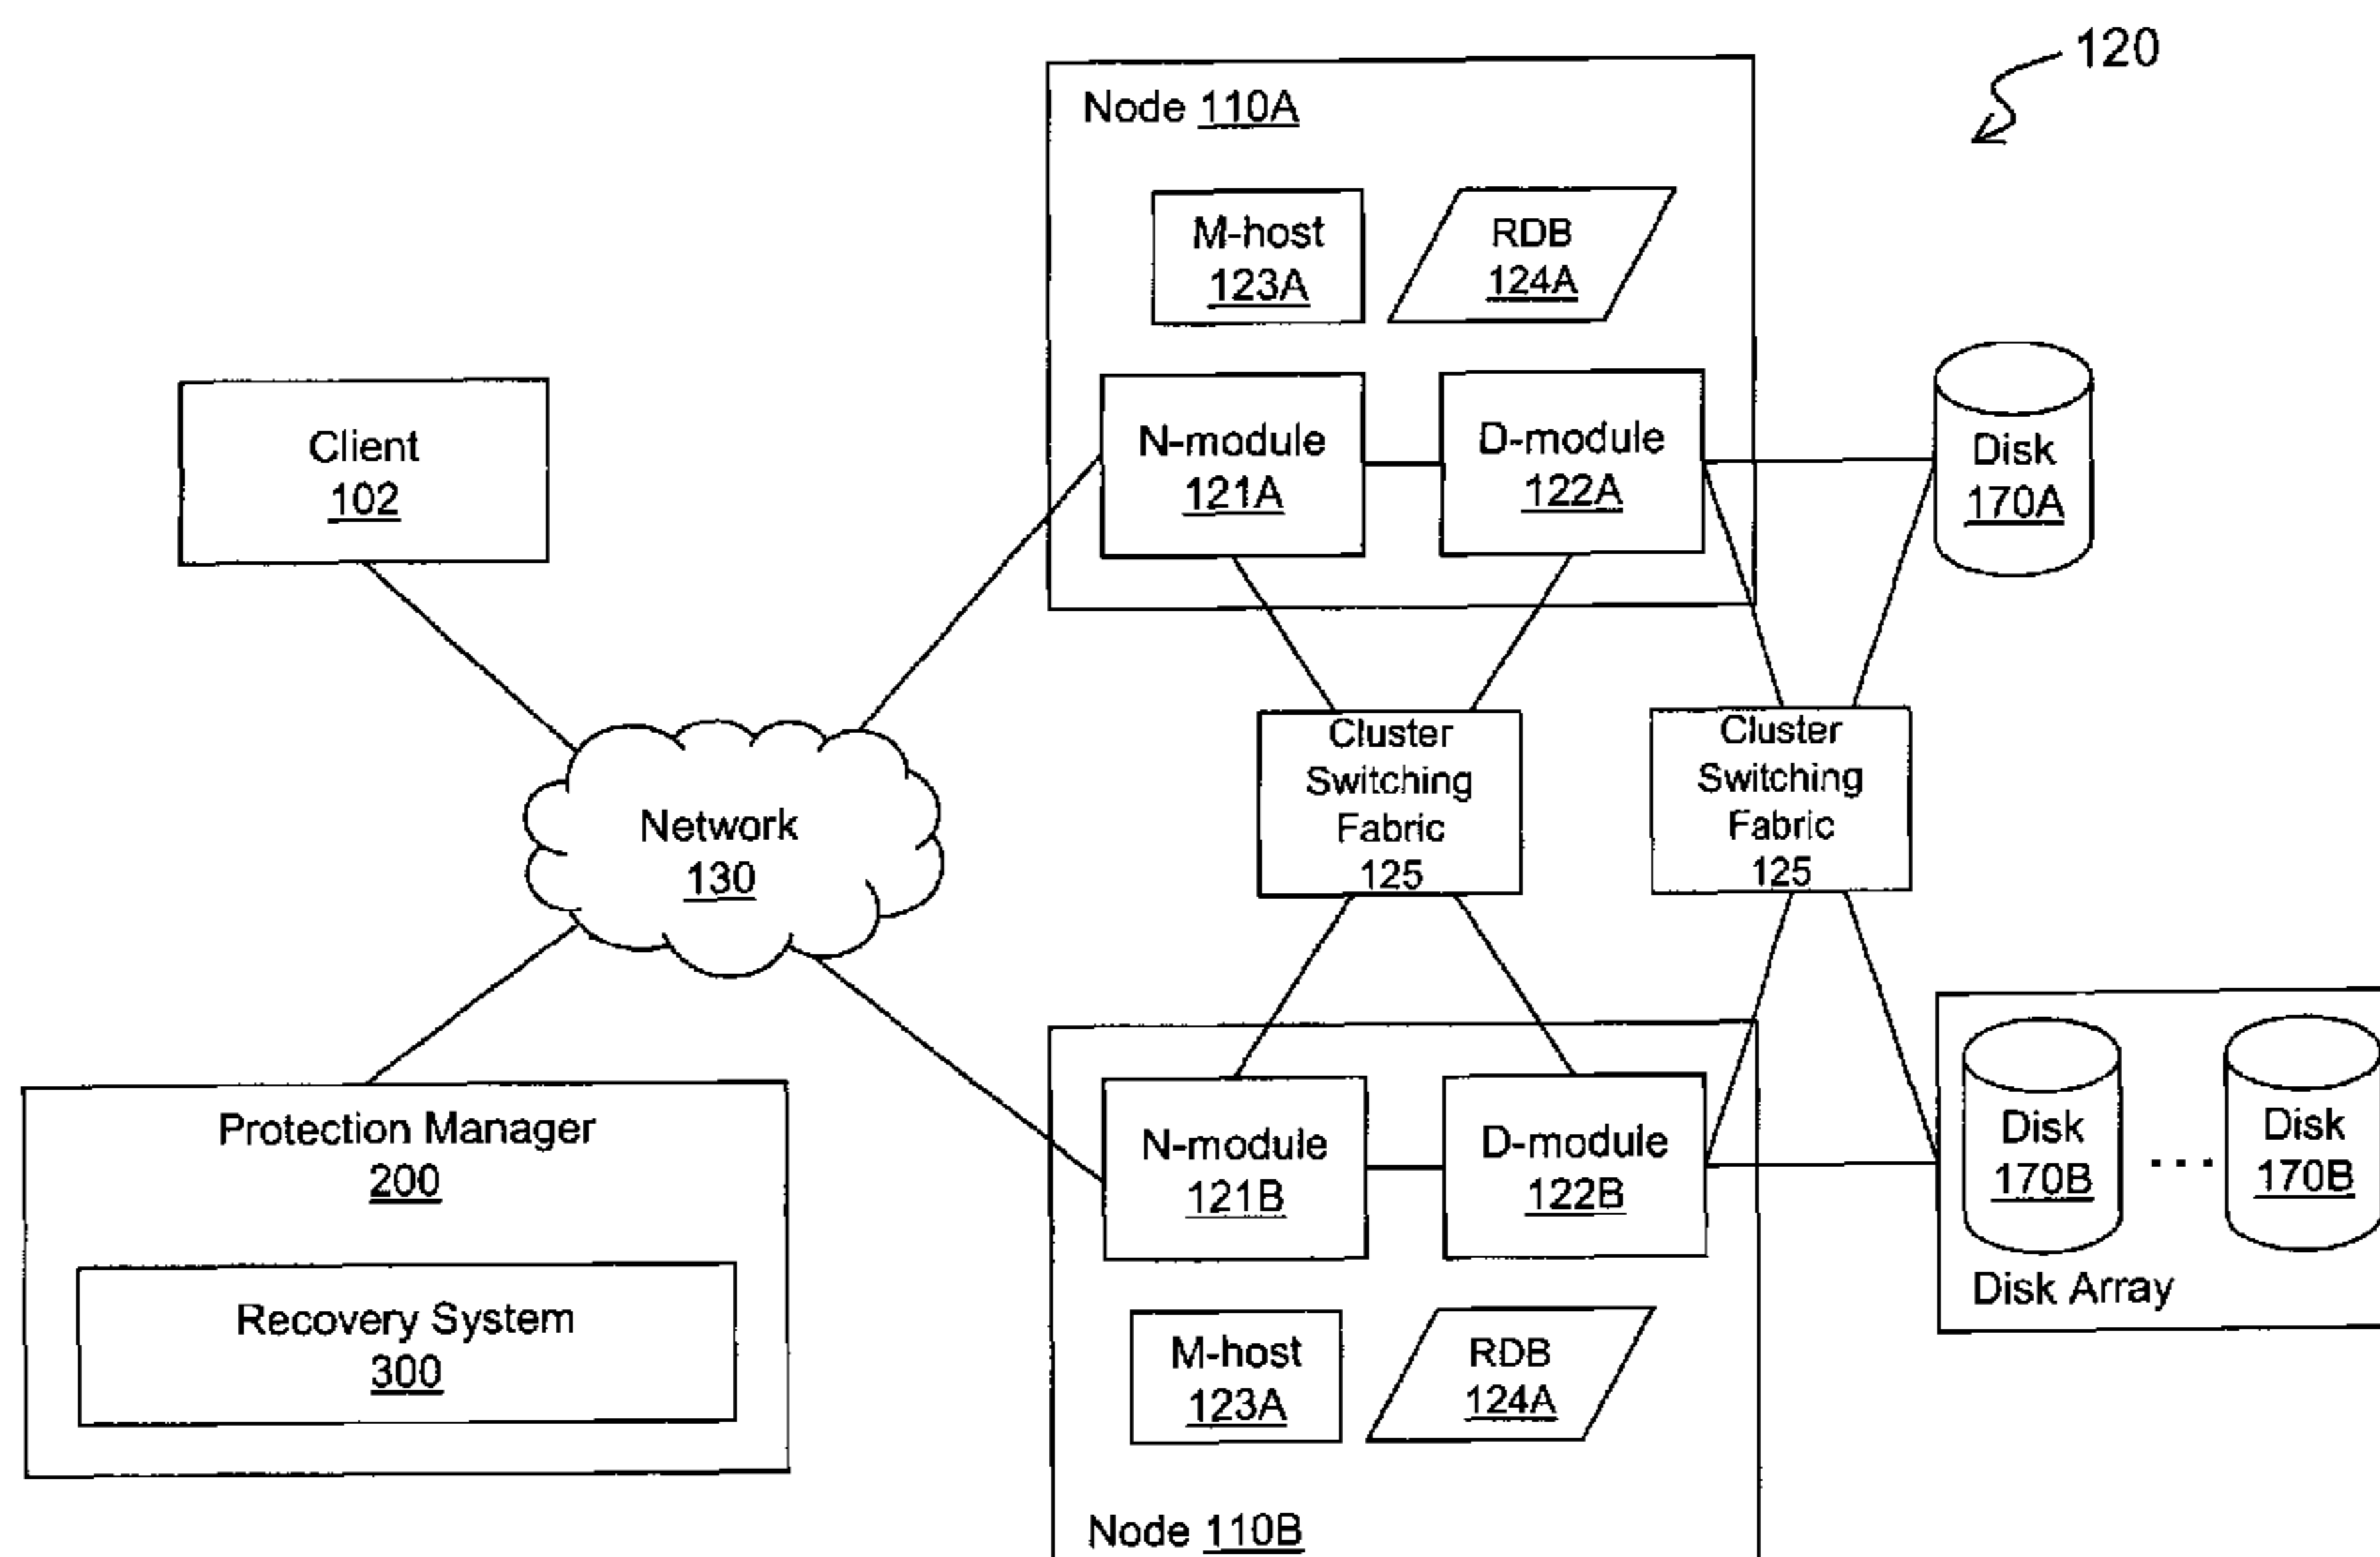 120
Node 110A
M-host
123A
RDB
124A
Client
102
N-module
121A
D-module
122A
Disk
170A
Network
130
Cluster
Switching
Fabric
125
Cluster
Switching
Fabric
125
Protection Manager
200
Recovery System
300
N-module
121B
D-module
122B
Disk
170B
...
Disk
170B
Disk Array
M-host
123A
RDB
124A
Node 110B